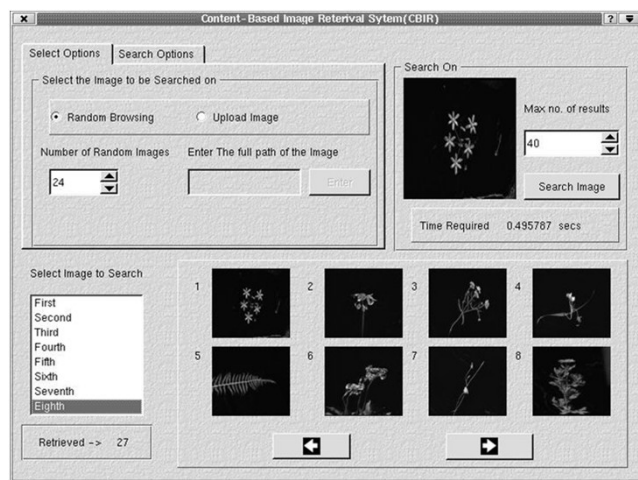 Content-Based Image Reterival Sytem(CBIR)
Select Options
Search Options
Select the Image to be Searched on
Random Browsing
Upload Image
Number of Random Images
Enter The full path of the Image
24
Enter
Search On
Max no. of results
40
Search Image
Time Required 0.495787 secs
Select Image to Search
First
Second
Third
Fourth
Fifth
Sixth
Seventh
Eighth
Retrieved -> 27
1 2 3 4
5 6 7 8